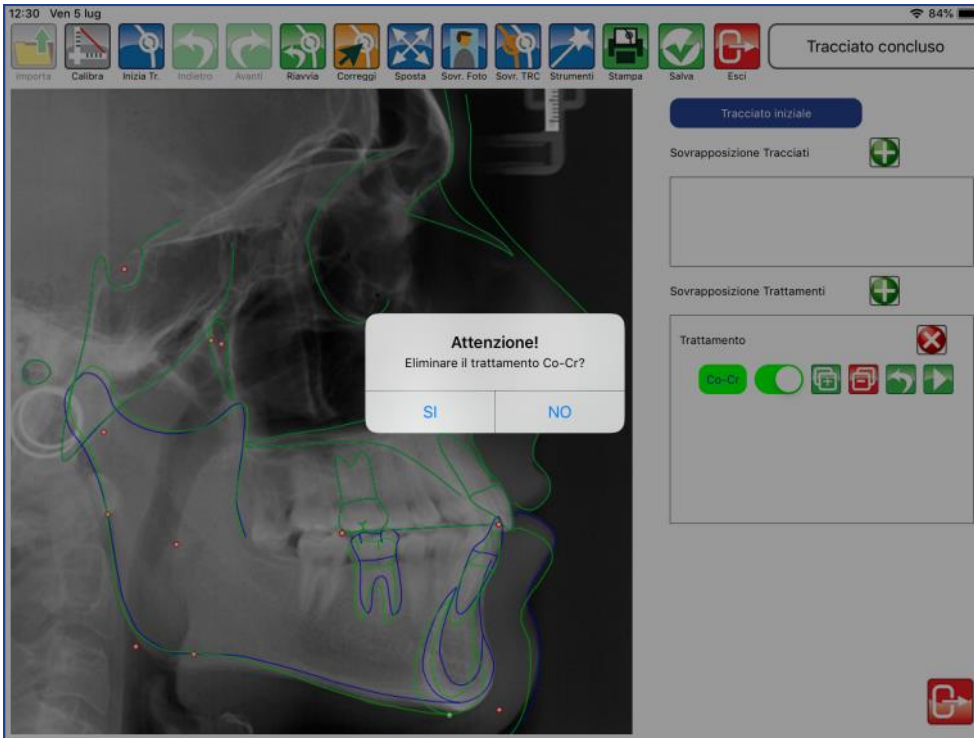 12:30 Ven 5 lug
84%
Importa Calibra Inizia Tr. Indietro Avanti Riavvia Correggi Sposta Sovr. Foto Sovr. TRC Strumenti Stampa Salva Esci
Tracciato concluso
Tracciato iniziale
Sovrapposizione Tracciati
Sovrapposizione Trattamenti
Attenzione!
Eliminare il trattamento Co-Cr?
SI NO
Trattamento
Co-Cr